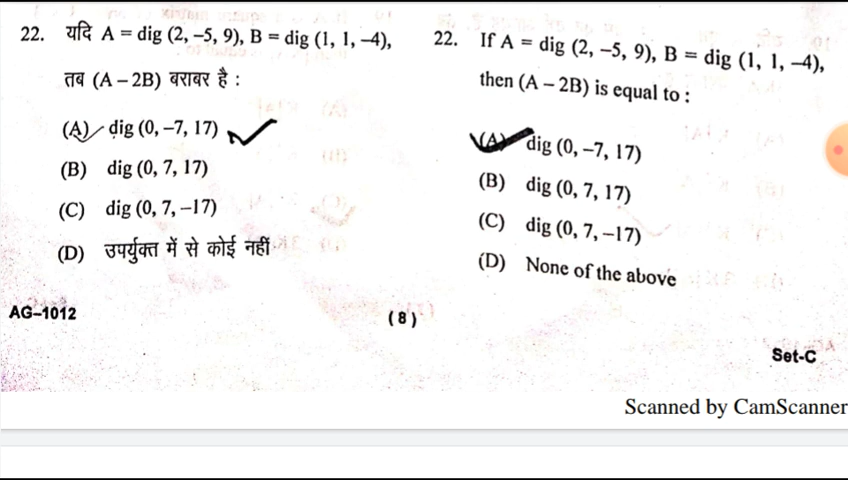 22. यदि A = dig (2, –5, 9), B = dig (1, 1, –4),
तब (A – 2B) बराबर है :
(A) dig (0, –7, 17)
(B) dig (0, 7, 17)
(C) dig (0, 7, –17)
(D) उपर्युक्त में से कोई नहीं
22. If A = dig (2, –5, 9), B = dig (1, 1, –4),
then (A – 2B) is equal to :
(A) dig (0, –7, 17)
(B) dig (0, 7, 17)
(C) dig (0, 7, –17)
(D) None of the above
AG–1012
( 8 )
Set-C
Scanned by CamScanner